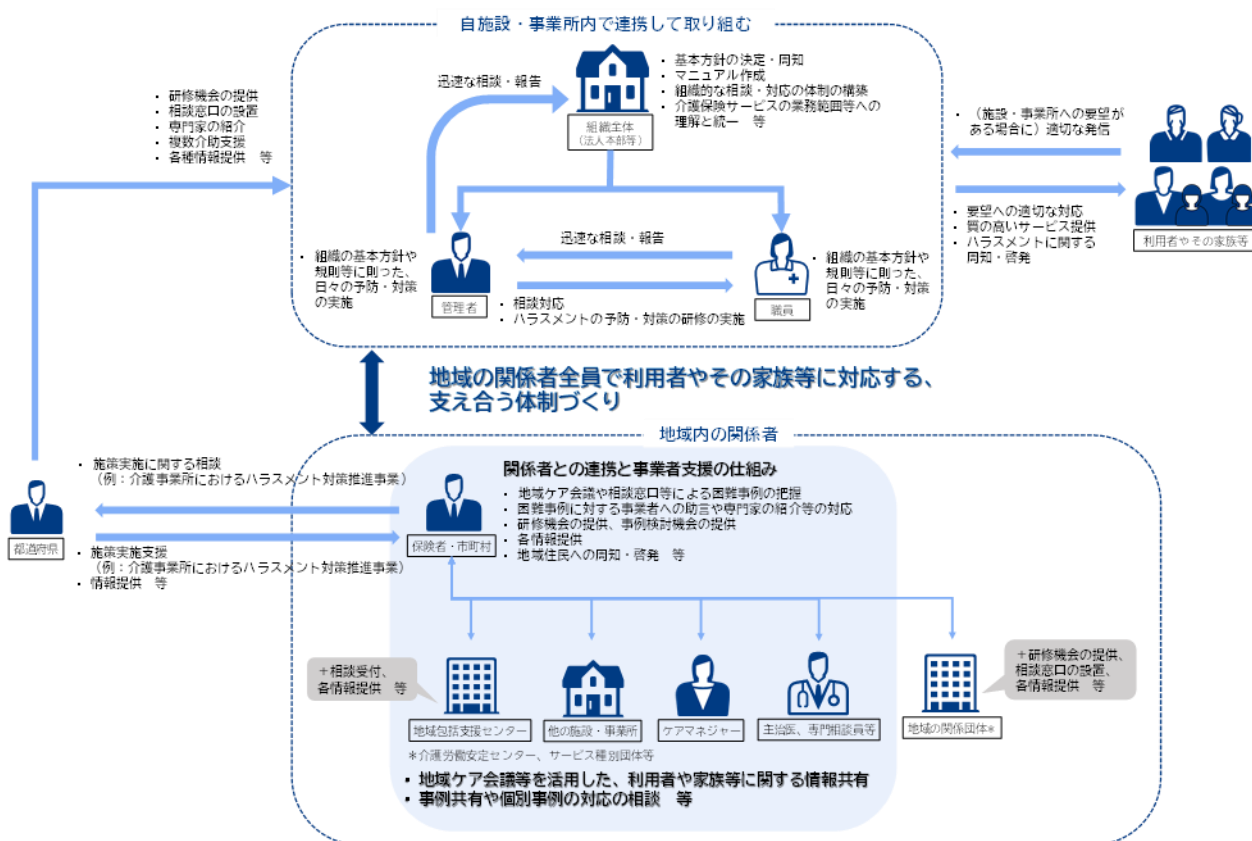 自施設・事業所内で連携して取り組む
・ 研修機会の提供
・ 相談窓口の設置
・ 専門家の紹介
・ 複数介助支援
・ 各種情報提供 等
迅速な相談・報告
組織全体
（法人本部等）
・ 基本方針の決定・周知
・ マニュアル作成
・ 組織的な相談・対応の体制の構築
・ 介護保険サービスの業務範囲等への
理解と統一 等
・ （施設・事業所への要望が
ある場合に）適切な発信
・ 要望への適切な対応
・ 質の高いサービス提供
・ ハラスメントに関する
周知・啓発
利用者やその家族等
・ 組織の基本方針や
規則等に則った、
日々の予防・対策
の実施
管理者
迅速な相談・報告
・ 相談対応
・ ハラスメントの予防・対策の研修の実施
職員
・ 組織の基本方針や
規則等に則った、
日々の予防・対策
の実施
地域の関係者全員で利用者やその家族等に対応する、
支え合う体制づくり
地域内の関係者
・ 施策実施に関する相談
（例：介護事業所におけるハラスメント対策推進事業）
都道府県
・ 施策実施支援
（例：介護事業所におけるハラスメント対策推進事業）
・ 情報提供 等
保険者・市町村
関係者との連携と事業者支援の仕組み
・ 地域ケア会議や相談窓口等による困難事例の把握
・ 困難事例に対する事業者への助言や専門家の紹介等の対応
・ 研修機会の提供、事例検討機会の提供
・ 各情報提供
・ 地域住民への周知・啓発 等
＋相談受付、
各情報提供 等
＋研修機会の提供、
相談窓口の設置、
各情報提供 等
地域包括支援センター
他の施設・事業所
ケアマネジャー
主治医、専門相談員等
地域の関係団体＊
＊介護労働安定センター、サービス種別団体等
・ 地域ケア会議等を活用した、利用者や家族等に関する情報共有
・ 事例共有や個別事例の対応の相談 等